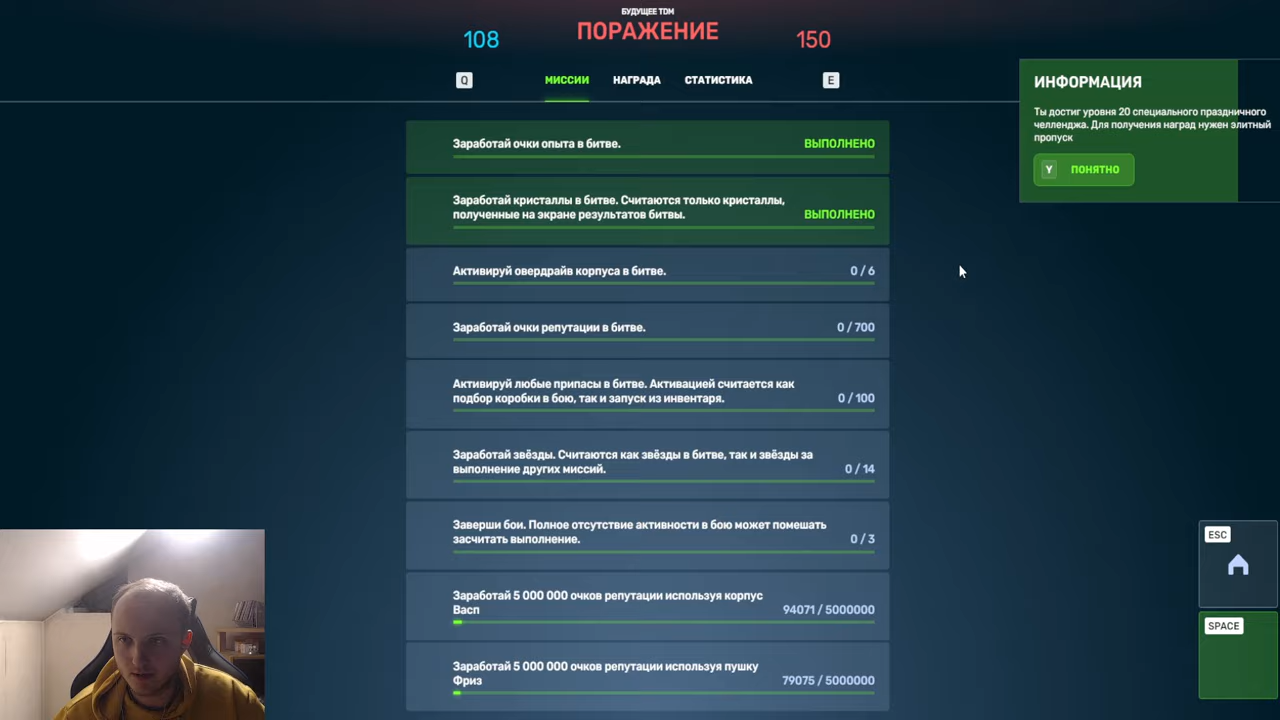 БУДУЩЕЕ TDM
108
ПОРАЖЕНИЕ
150
Q
МИССИИ
НАГРАДА
СТАТИСТИКА
E
ИНФОРМАЦИЯ
Ты достиг уровня 20 специального праздничного
челленджа. Для получения наград нужен элитный
пропуск
Y
ПОНЯТНО
Заработай очки опыта в битве.
ВЫПОЛНЕНО
Заработай кристаллы в битве. Считаются только кристаллы,
полученные на экране результатов битвы.
ВЫПОЛНЕНО
Активируй овердрайв корпуса в битве.
0 / 6
Заработай очки репутации в битве.
0 / 700
Активируй любые припасы в битве. Активацией считается как
подбор коробки в бою, так и запуск из инвентаря.
0 / 100
Заработай звёзды. Считаются как звёзды в битве, так и звёзды за
выполнение других миссий.
0 / 14
Заверши бои. Полное отсутствие активности в бою может помешать
засчитать выполнение.
0 / 3
Заработай 5 000 000 очков репутации используя корпус
Васп
94071 / 5000000
Заработай 5 000 000 очков репутации используя пушку
Фриз
79075 / 5000000
ESC
SPACE